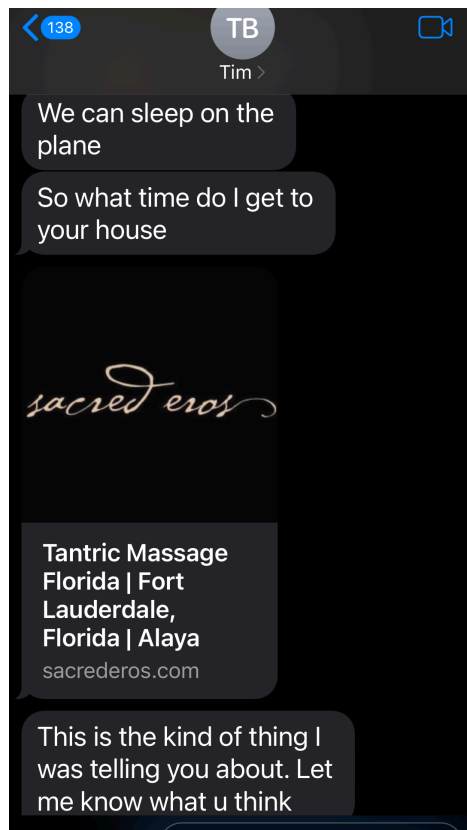 138
TB
Tim
We can sleep on the
plane
So what time do I get to
your house
sacred eros
Tantric Massage
Florida | Fort
Lauderdale,
Florida | Alaya
sacrederos.com
This is the kind of thing I
was telling you about. Let
me know what u think